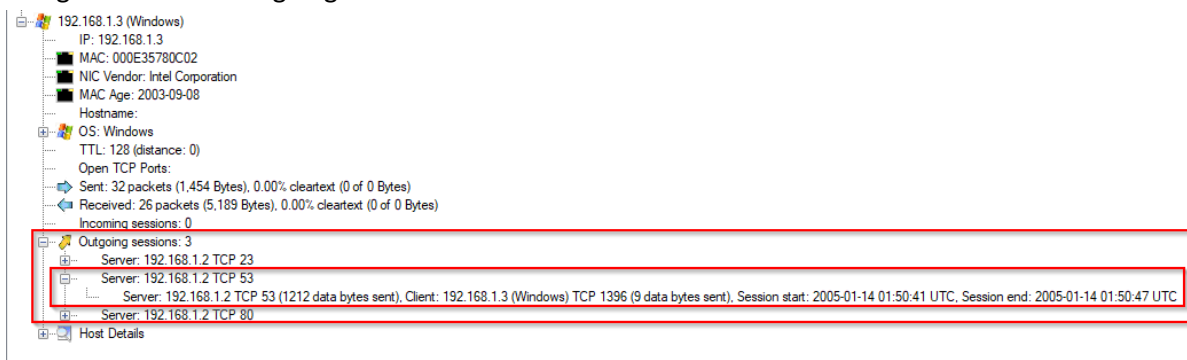 192.168.1.3 (Windows)
IP: 192.168.1.3
MAC: 000E35780C02
NIC Vendor: Intel Corporation
MAC Age: 2003-09-08
Hostname:
OS: Windows
TTL: 128 (distance: 0)
Open TCP Ports:
Sent: 32 packets (1,454 Bytes), 0.00% cleartext (0 of 0 Bytes)
Received: 26 packets (5,189 Bytes), 0.00% cleartext (0 of 0 Bytes)
Incoming sessions: 0
Outgoing sessions: 3
Server: 192.168.1.2 TCP 23
Server: 192.168.1.2 TCP 53
Server: 192.168.1.2 TCP 53 (1212 data bytes sent), Client: 192.168.1.3 (Windows) TCP 1396 (9 data bytes sent), Session start: 2005-01-14 01:50:41 UTC, Session end: 2005-01-14 01:50:47 UTC
Server: 192.168.1.2 TCP 80
Host Details